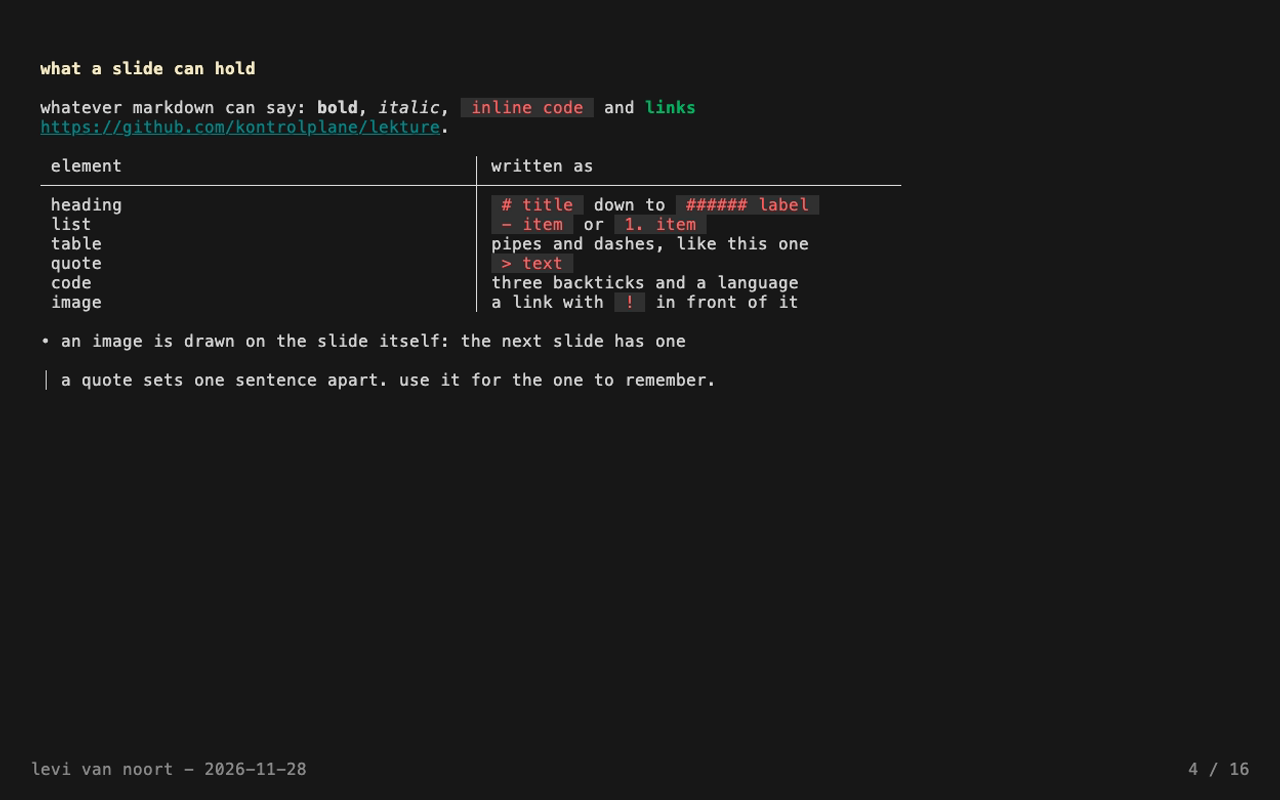 what a slide can hold
whatever markdown can say: bold, italic, inline code and links
https://github.com/kontrolplane/lekture.
element written as
heading # title down to ###### label
list - item or 1. item
table pipes and dashes, like this one
quote > text
code three backticks and a language
image a link with ! in front of it
• an image is drawn on the slide itself: the next slide has one
a quote sets one sentence apart. use it for the one to remember.
levi van noort - 2026-11-28 4 / 16